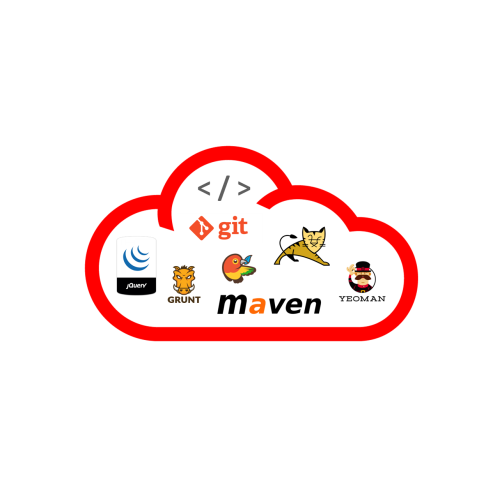 </>
git
jQuery
GRUNT
maven
YEOMAN